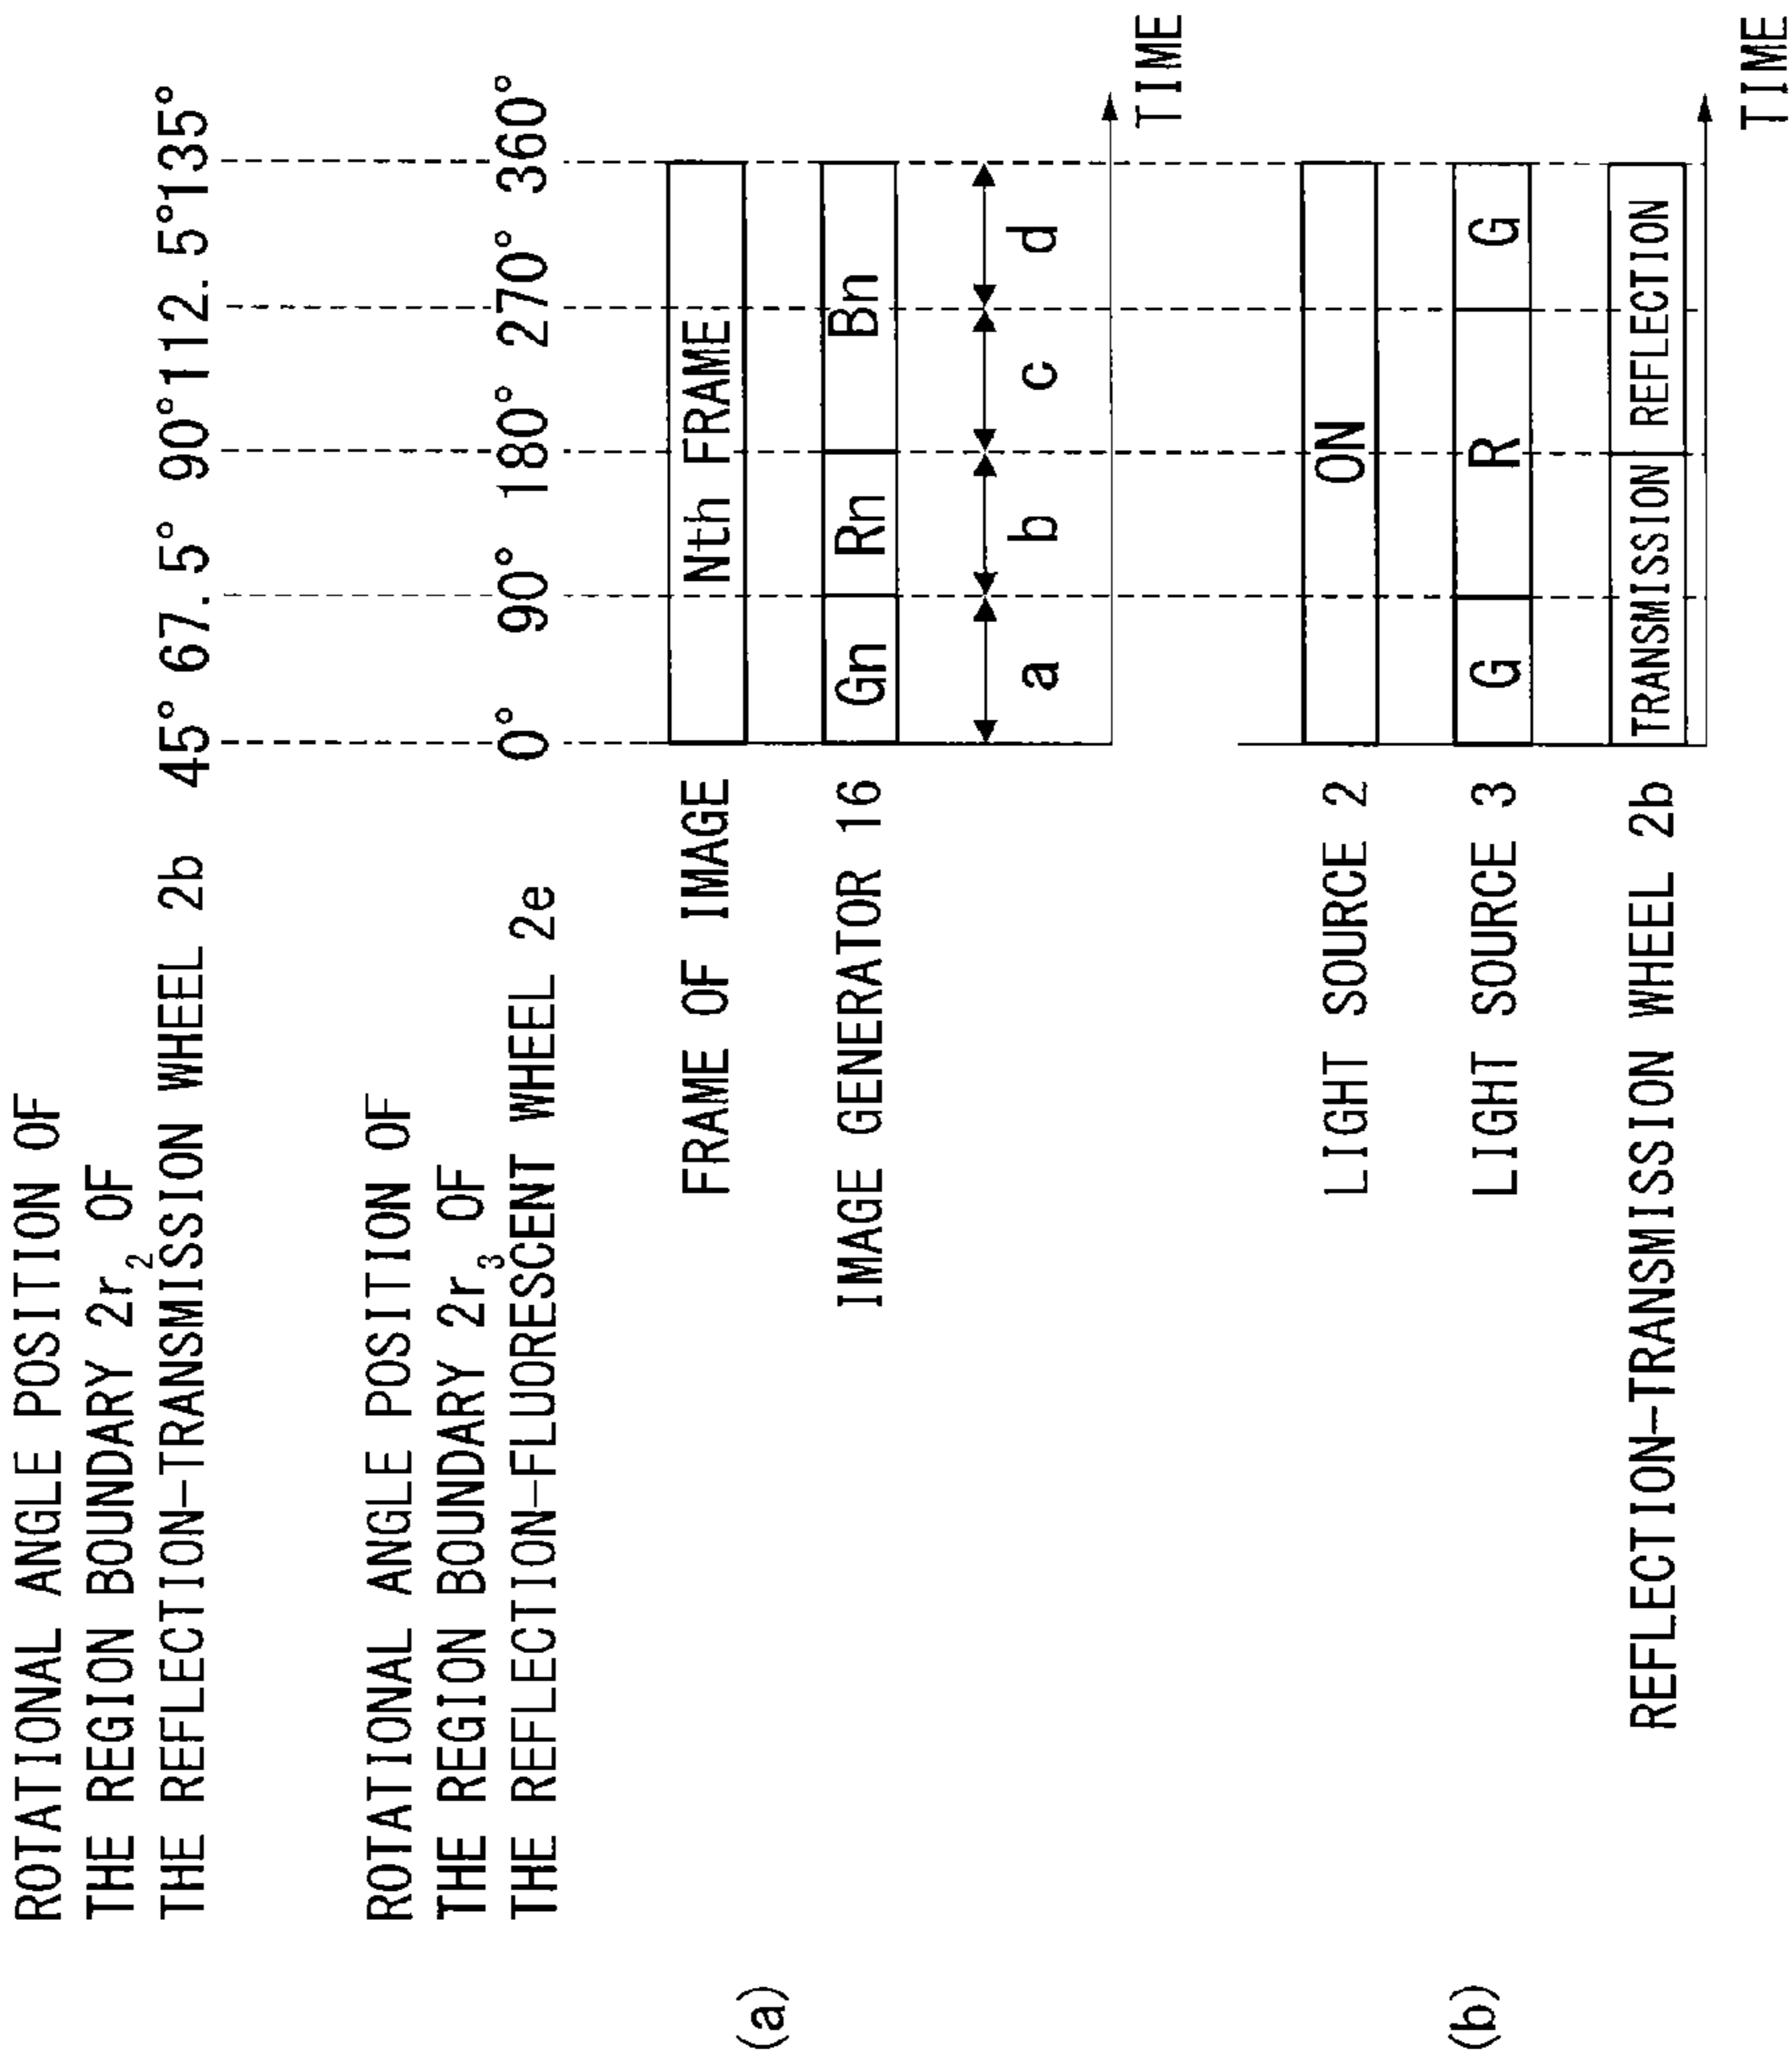 ROTATIONAL ANGLE POSITION OF
THE REGION BOUNDARY 2r₂ OF
THE REFLECTION-TRANSMISSION WHEEL 2b 45° 67.5° 90° 112.5° 135°
ROTATIONAL ANGLE POSITION OF
THE REGION BOUNDARY 2r₃ OF
THE REFLECTION-FLUORESCENT WHEEL 2e 0° 90° 180° 270° 360°
(a)
FRAME OF IMAGE Nth FRAME
IMAGE GENERATOR 16 Gn Rn Bn
a b c d
TIME
(b)
LIGHT SOURCE 2 ON
LIGHT SOURCE 3 G R G
REFLECTION-TRANSMISSION WHEEL 2b TRANSMISSION REFLECTION
TIME